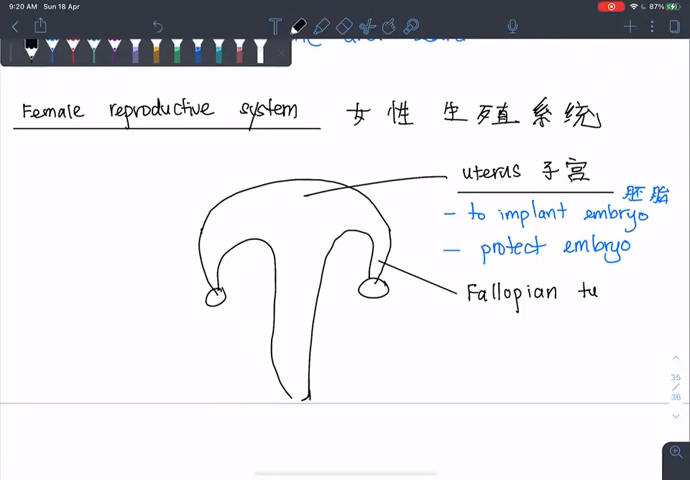 9:20 AM Sun 18 Apr
87%
Female reproductive system 女性生殖系统
uterus 子宫
胚胎
- to implant embryo
- protect embryo
Fallopian tu
35
/
36